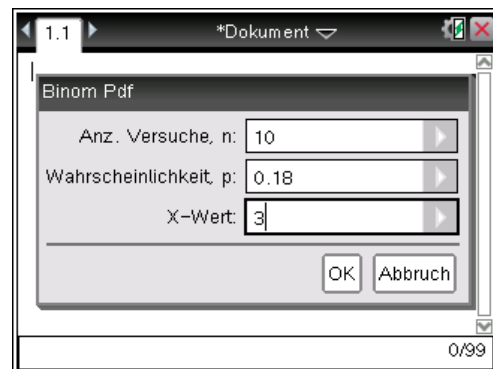 1.1 *Dokument
Binom Pdf
Anz. Versuche, n: 10
Wahrscheinlichkeit, p: 0.18
X-Wert: 3
OK Abbruch
0/99